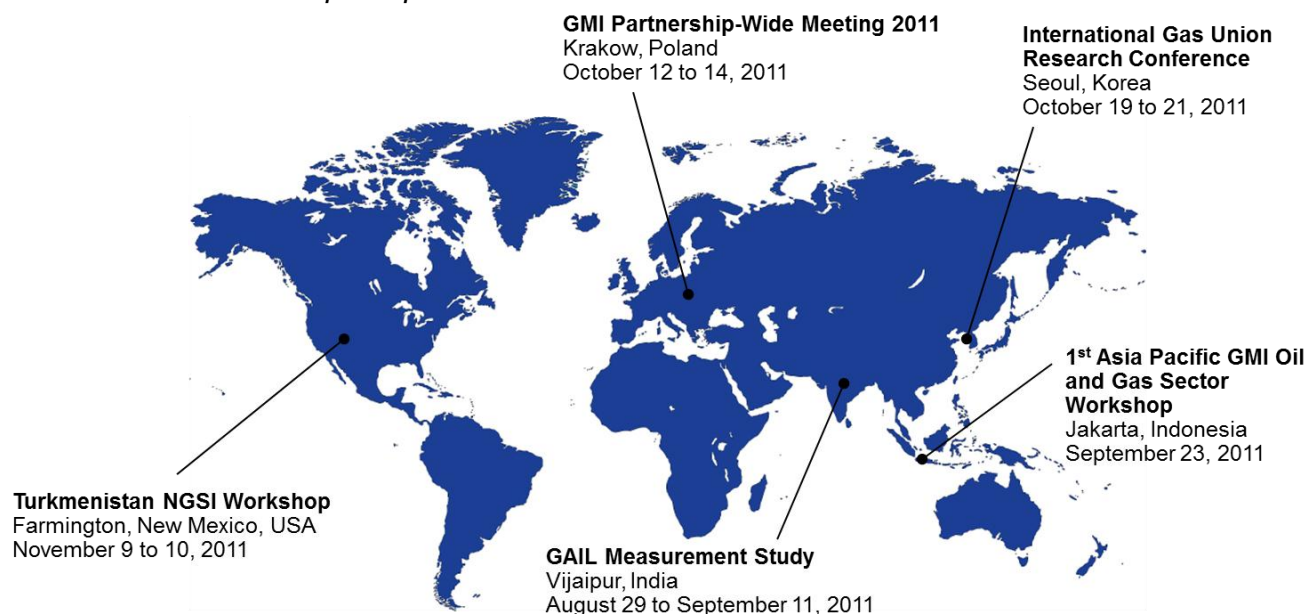 GMI Partnership-Wide Meeting 2011
Krakow, Poland
October 12 to 14, 2011
International Gas Union
Research Conference
Seoul, Korea
October 19 to 21, 2011
1st Asia Pacific GMI Oil
and Gas Sector
Workshop
Jakarta, Indonesia
September 23, 2011
Turkmenistan NGSI Workshop
Farmington, New Mexico, USA
November 9 to 10, 2011
GAIL Measurement Study
Vijaipur, India
August 29 to September 11, 2011